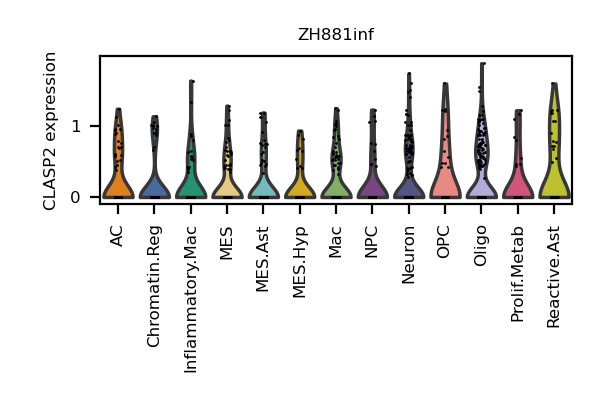 ZH881inf
CLASP2 expression
1
0
AC
Chromatin.Reg
Inflammatory.Mac
MES
MES.Ast
MES.Hyp
Mac
NPC
Neuron
OPC
Oligo
Prolif.Metab
Reactive.Ast